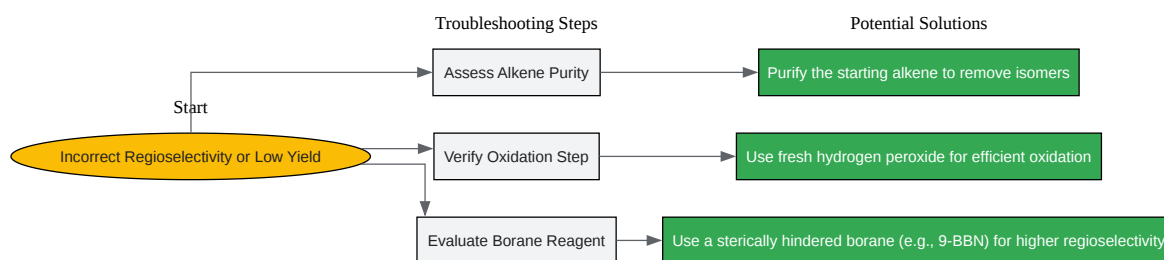 Troubleshooting Steps
Potential Solutions
Assess Alkene Purity
Purify the starting alkene to remove isomers
Start
Incorrect Regioselectivity or Low Yield
Verify Oxidation Step
Use fresh hydrogen peroxide for efficient oxidation
Evaluate Borane Reagent
Use a sterically hindered borane (e.g., 9-BBN) for higher regioselectivity